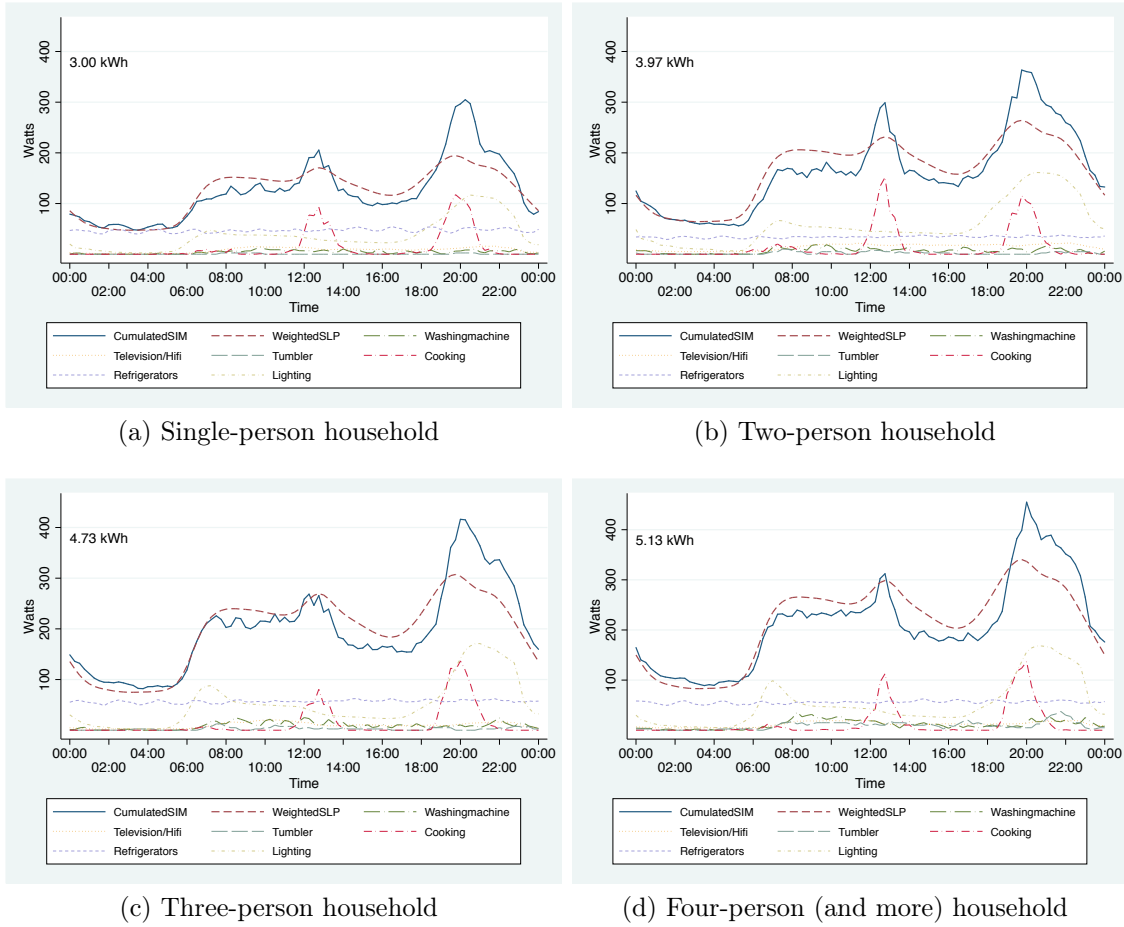 400
3.00 kWh
300
Watts
200
100
00:00 04:00 06:00 12:00 16:00 20:00 00:00
02:00 06:00 10:00 14:00 18:00 22:00
Time
CumulatedSIM WeightedSLP Washingmachine
Television/Hifi Tumbler Cooking
Refrigerators Lighting
(a) Single-person household
400
3.97 kWh
300
Watts
200
100
00:00 04:00 08:00 12:00 16:00 20:00 00:00
02:00 06:00 10:00 14:00 18:00 22:00
Time
CumulatedSIM WeightedSLP Washingmachine
Television/Hifi Tumbler Cooking
Refrigerators Lighting
(b) Two-person household
400
4.73 kWh
300
Watts
200
100
00:00 04:00 08:00 12:00 16:00 20:00 00:00
02:00 06:00 10:00 14:00 18:00 22:00
Time
CumulatedSIM WeightedSLP Washingmachine
Television/Hifi Tumbler Cooking
Refrigerators Lighting
(c) Three-person household
400
5.13 kWh
300
Watts
200
100
00:00 04:00 08:00 12:00 16:00 20:00 00:00
02:00 06:00 10:00 14:00 18:00 22:00
Time
CumulatedSIM WeightedSLP Washingmachine
Television/Hifi Tumbler Cooking
Refrigerators Lighting
(d) Four-person (and more) household